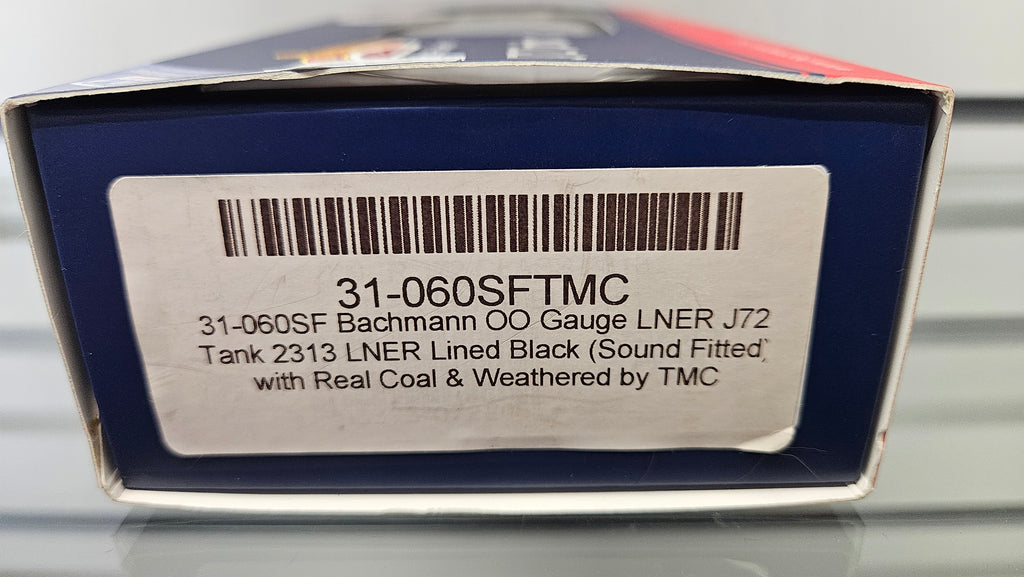 31-060SFTMC
31-060SF Bachmann OO Gauge LNER J72
Tank 2313 LNER Lined Black (Sound Fitted)
with Real Coal & Weathered by TMC